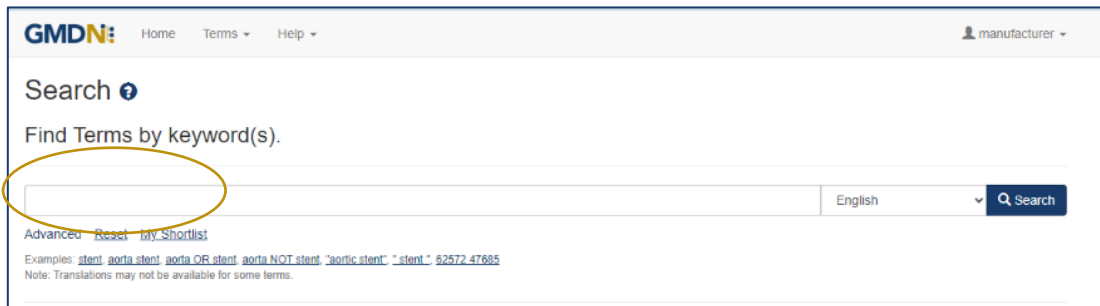 GMDN Home Terms Help manufacturer
Search ?
Find Terms by keyword(s).
English Search
Advanced Reset My Shortlist
Examples: stent, aorta stent, aorta OR stent, aorta NOT stent, "aortic stent", " stent ", 62572 47685
Note: Translations may not be available for some terms.